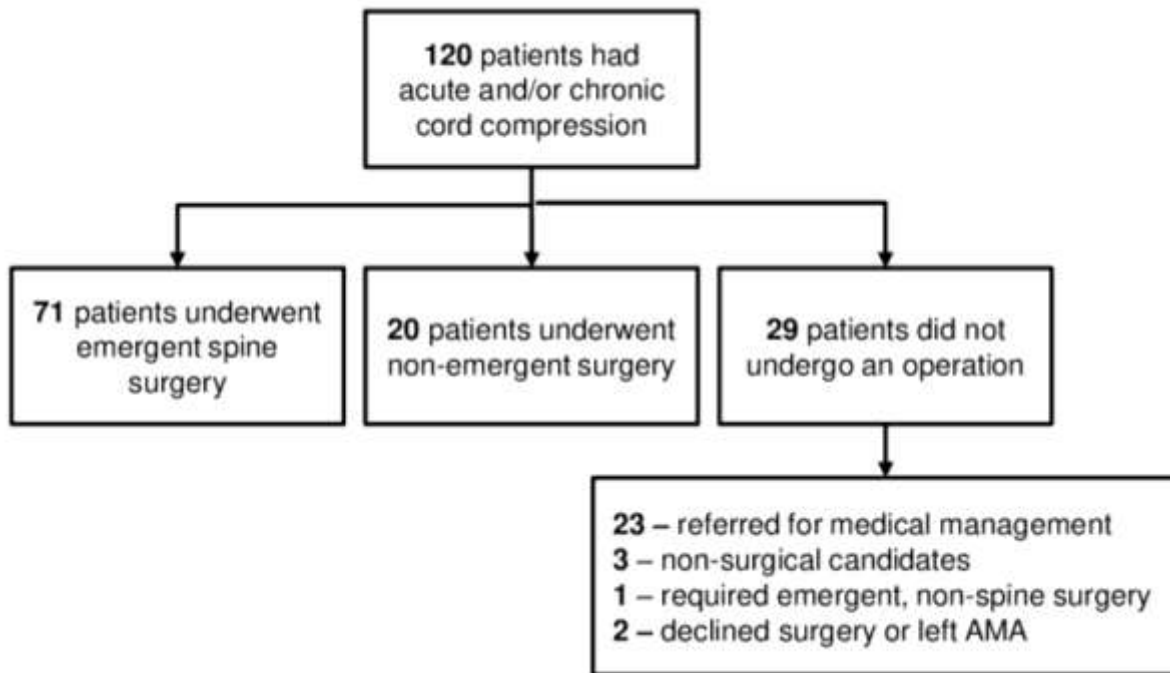 120 patients had
acute and/or chronic
cord compression
71 patients underwent
emergent spine
surgery
20 patients underwent
non-emergent surgery
29 patients did not
undergo an operation
23 – referred for medical management
3 – non-surgical candidates
1 – required emergent, non-spine surgery
2 – declined surgery or left AMA